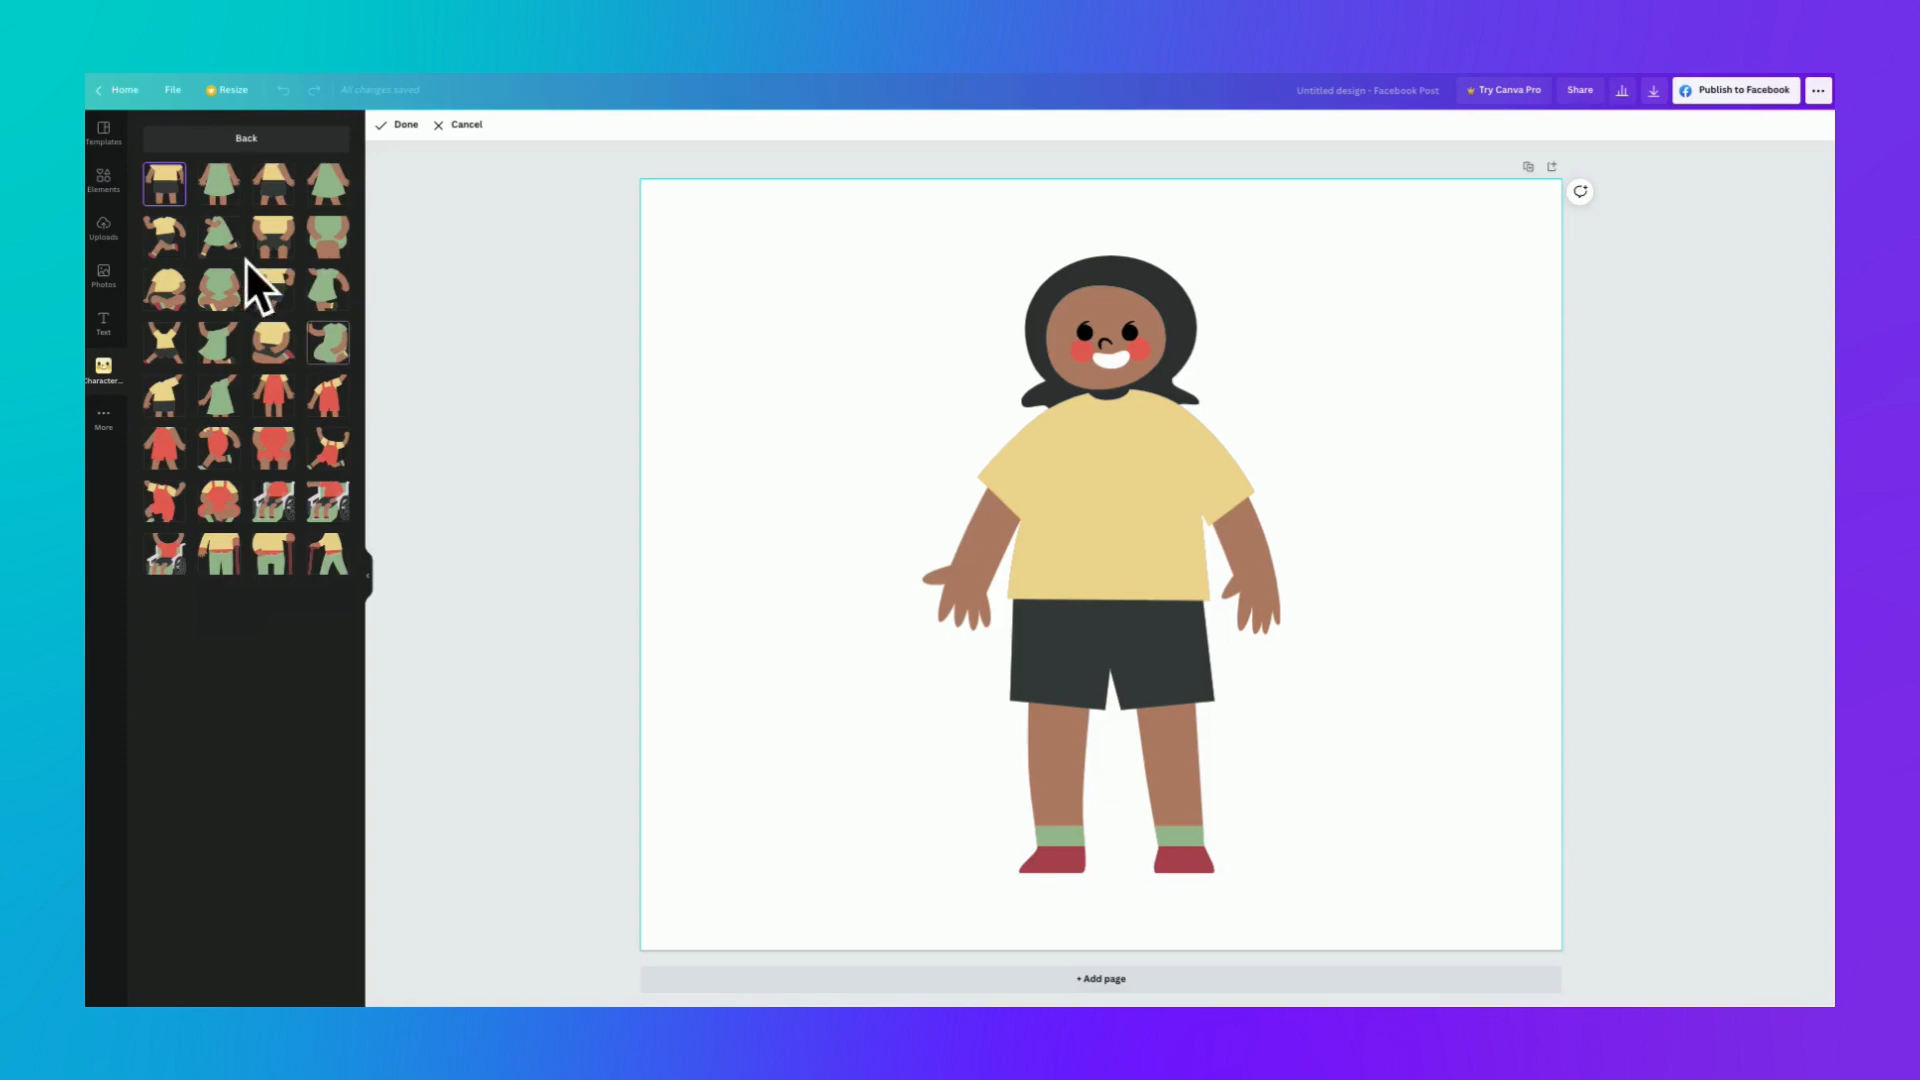 Home File Resize All changes saved Untitled design - Facebook Post Try Canva Pro Share Publish to Facebook
Done Cancel
Back
Templates
Elements
Uploads
Photos
Text
Character...
More
+ Add page